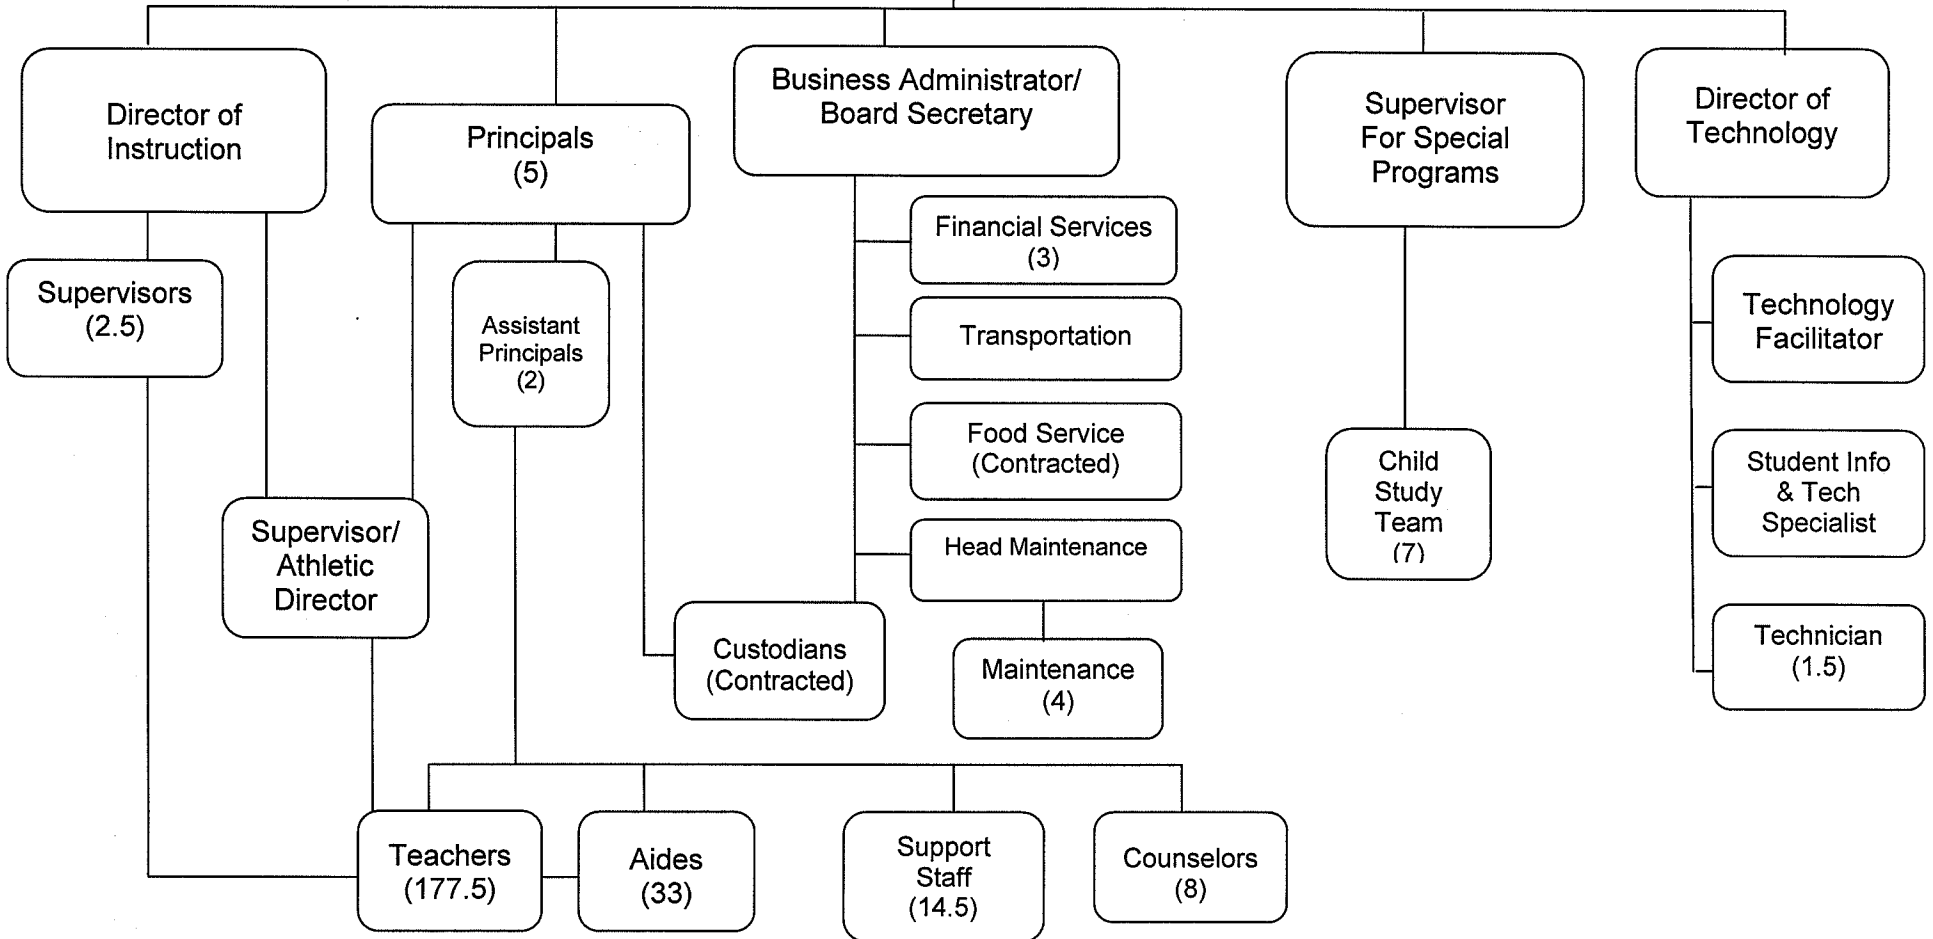 Director of
Instruction
Principals
(5)
Business Administrator/
Board Secretary
Supervisor
For Special
Programs
Director of
Technology
Supervisors
(2.5)
Assistant
Principals
(2)
Financial Services
(3)
Transportation
Food Service
(Contracted)
Head Maintenance
Maintenance
(4)
Custodians
(Contracted)
Supervisor/
Athletic
Director
Child
Study
Team
(7)
Technology
Facilitator
Student Info
& Tech
Specialist
Technician
(1.5)
Teachers
(177.5)
Aides
(33)
Support
Staff
(14.5)
Counselors
(8)